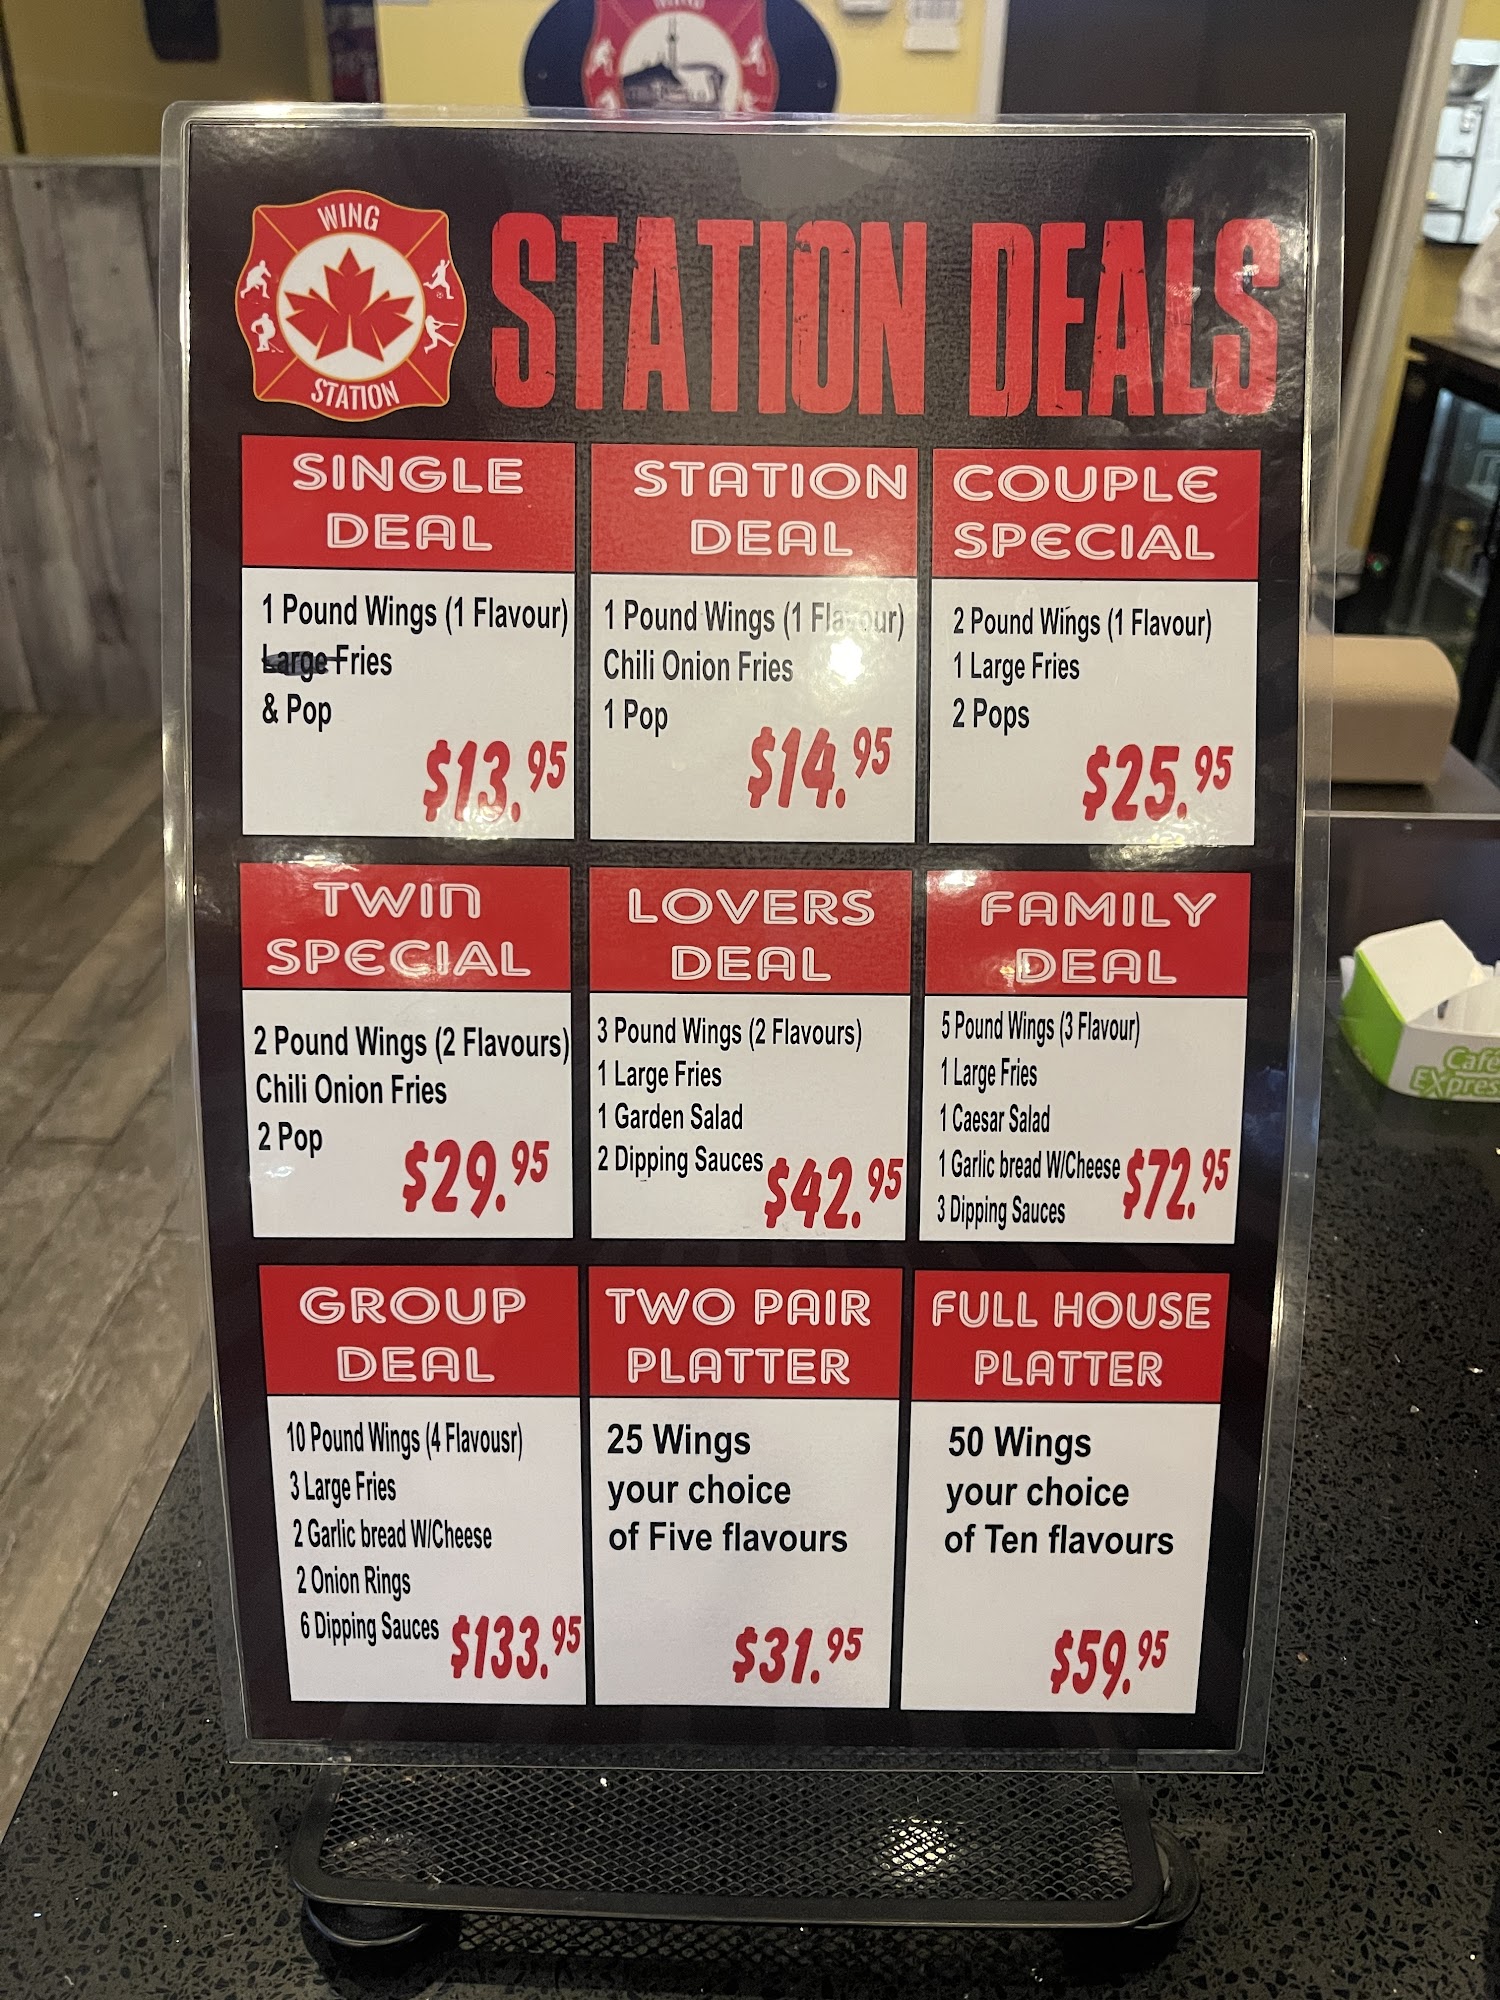 WING
STATION
STATION DEALS
SINGLE
DEAL
1 Pound Wings (1 Flavour)
Large Fries
& Pop
$13.95
STATION
DEAL
1 Pound Wings (1 Flavour)
Chili Onion Fries
1 Pop
$14.95
COUPLE
SPECIAL
2 Pound Wings (1 Flavour)
1 Large Fries
2 Pops
$25.95
TWIN
SPECIAL
2 Pound Wings (2 Flavours)
Chili Onion Fries
2 Pop
$29.95
LOVERS
DEAL
3 Pound Wings (2 Flavours)
1 Large Fries
1 Garden Salad
2 Dipping Sauces
$42.95
FAMILY
DEAL
5 Pound Wings (3 Flavour)
1 Large Fries
1 Caesar Salad
1 Garlic bread W/Cheese
3 Dipping Sauces
$72.95
GROUP
DEAL
10 Pound Wings (4 Flavousr)
3 Large Fries
2 Garlic bread W/Cheese
2 Onion Rings
6 Dipping Sauces
$133.95
TWO PAIR
PLATTER
25 Wings
your choice
of Five flavours
$31.95
FULL HOUSE
PLATTER
50 Wings
your choice
of Ten flavours
$59.95
Café